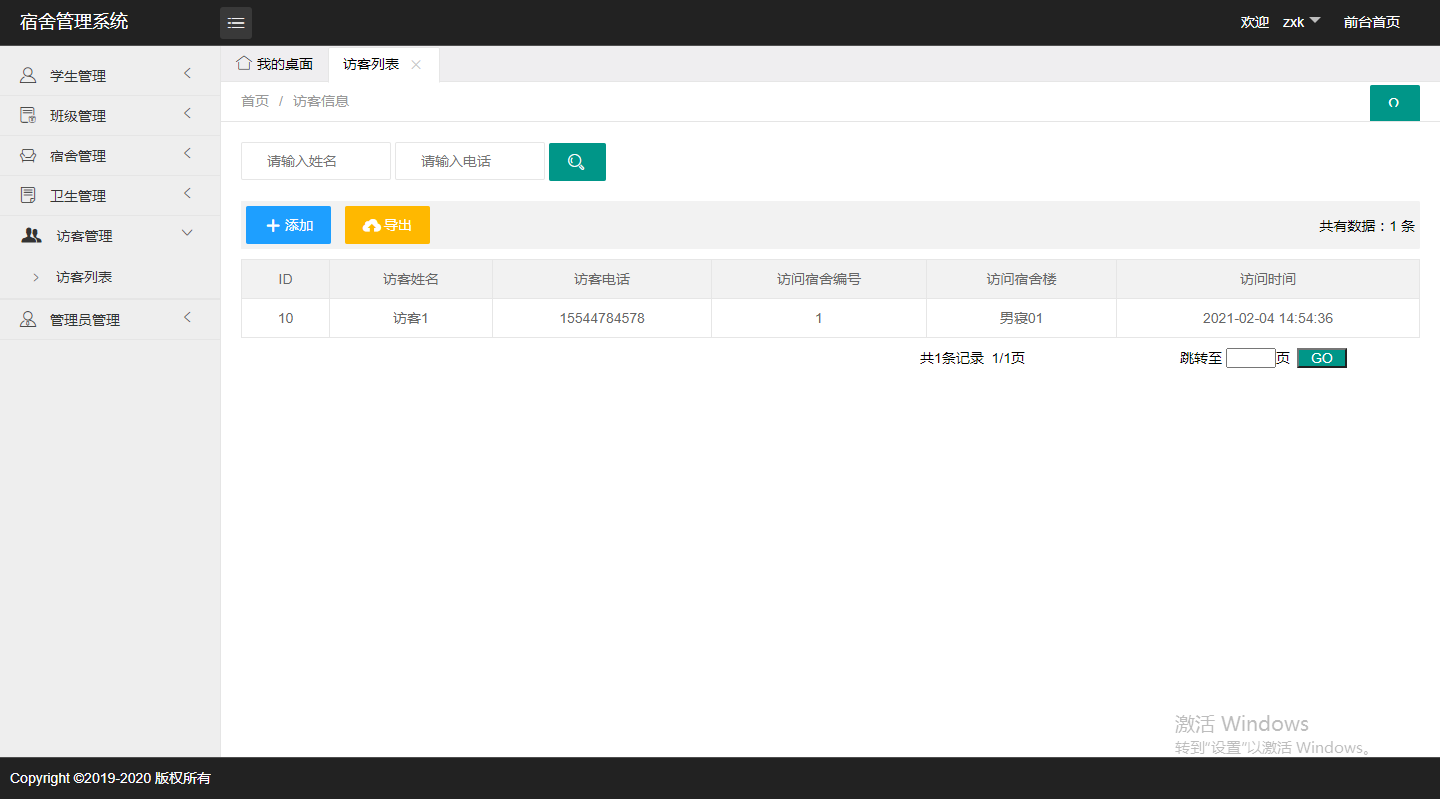 宿舍管理系统
欢迎 zxk 前台首页
学生管理
班级管理
宿舍管理
卫生管理
访客管理
访客列表
管理员管理
我的桌面 访客列表
首页 / 访客信息
请输入姓名 请输入电话
添加 导出 共有数据：1 条
ID 访客姓名 访客电话 访问宿舍编号 访问宿舍楼 访问时间
10 访客1 15544784578 1 男寝01 2021-02-04 14:54:36
共1条记录 1/1页 跳转至 页 GO
激活 Windows
转到“设置”以激活 Windows。
Copyright ©2019-2020 版权所有